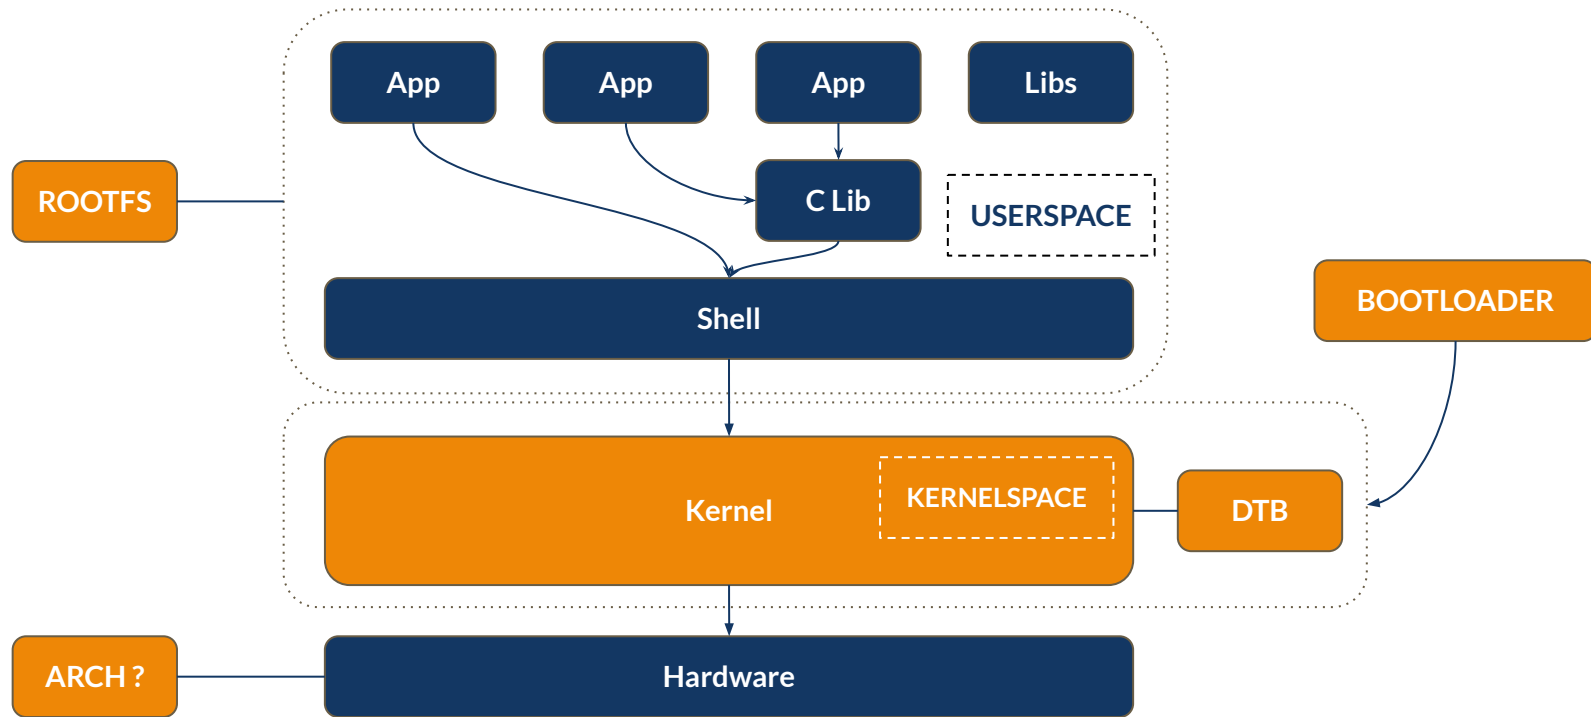 App
App
App
Libs
ROOTFS
C Lib
USERSPACE
BOOTLOADER
Shell
Kernel
KERNELSPACE
DTB
ARCH ?
Hardware